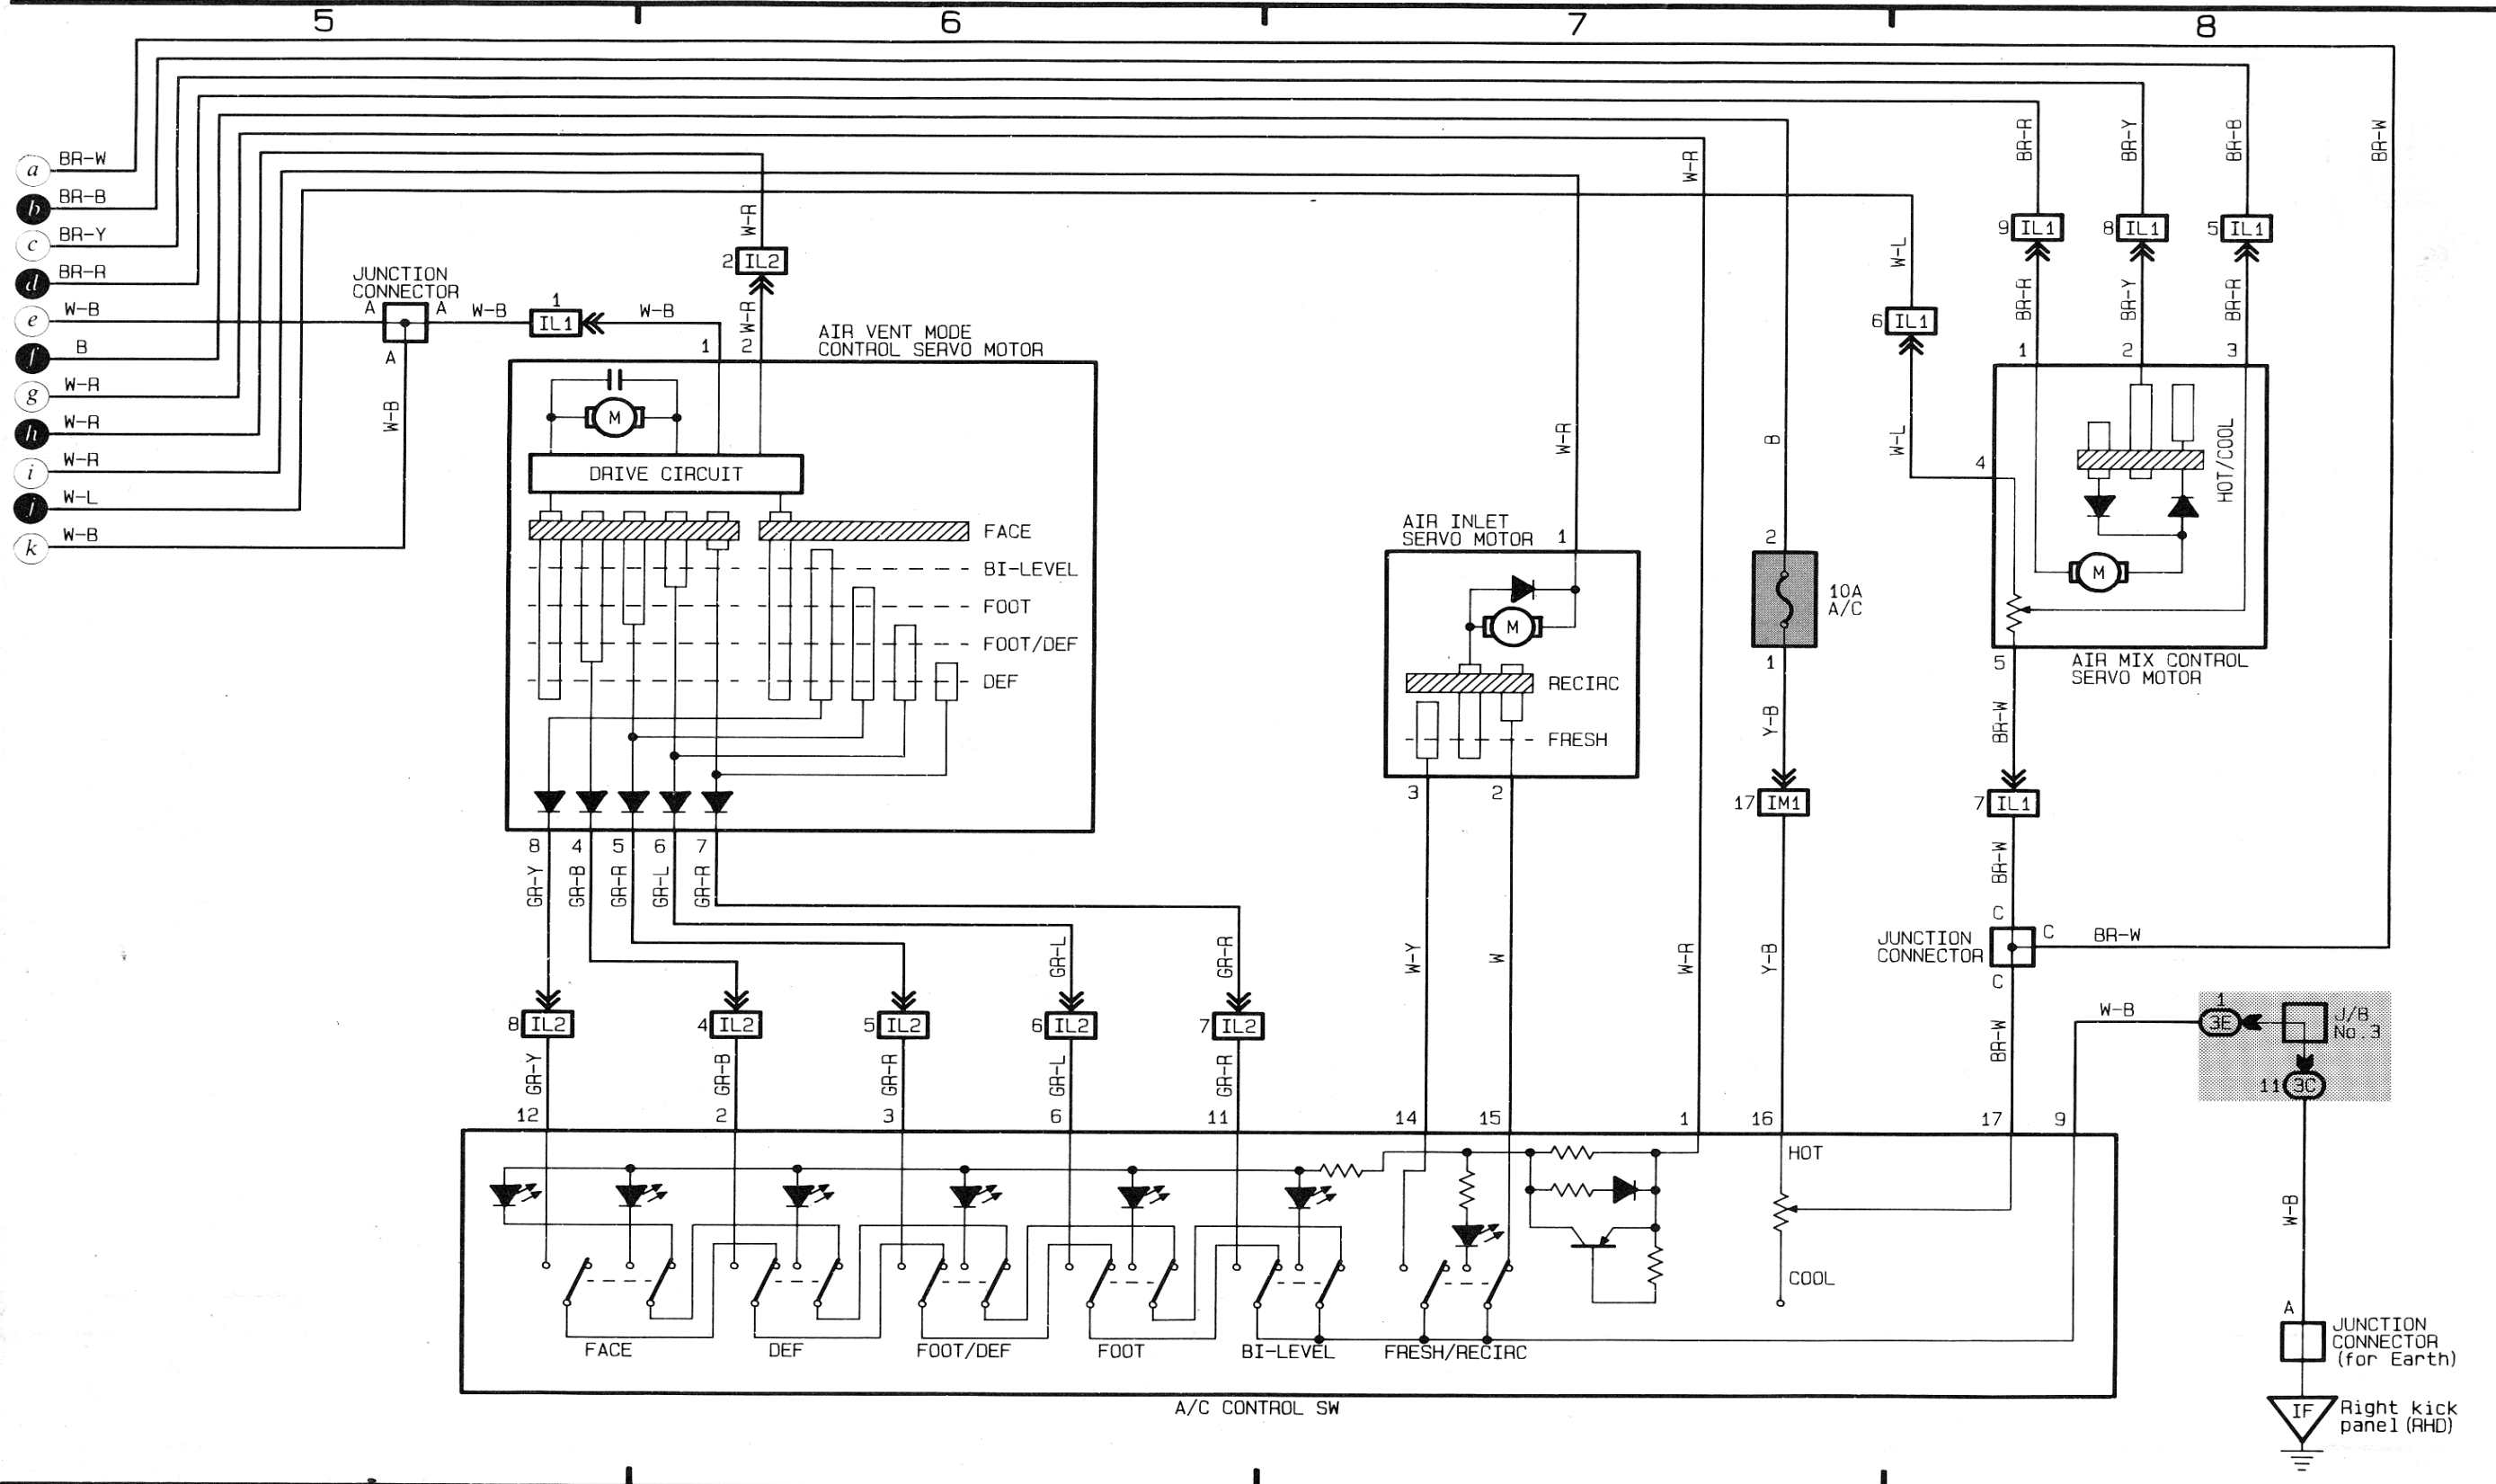 5
6
7
8
a BR-W
b BR-B
c BR-Y
d BR-R
e W-B
f B
g W-R
h W-R
i W-R
j W-L
k W-B
JUNCTION
CONNECTOR
A
A
A
W-B
W-B
1
IL1
W-B
W-R
2 IL2
W-R
1
2
AIR VENT MODE
CONTROL SERVO MOTOR
M
DRIVE CIRCUIT
FACE
BI-LEVEL
FOOT
FOOT/DEF
DEF
8
4
5
6
7
GR-Y
GR-B
GR-R
GR-L
GR-R
GR-L
GR-R
8 IL2
4 IL2
5 IL2
6 IL2
7 IL2
GR-Y
GR-B
GR-R
GR-L
GR-R
12
2
3
6
11
W-R
AIR INLET
SERVO MOTOR
1
M
RECIRC
FRESH
3
2
W-Y
W
14
15
W-R
W-R
1
B
2
10A
A/C
1
Y-B
17 IM1
Y-B
16
W-L
6 IL1
W-L
4
BR-R
BR-Y
BR-B
BR-W
9 IL1
8 IL1
5 IL1
BR-R
BR-Y
BR-R
1
2
3
HOT/COOL
M
5
AIR MIX CONTROL
SERVO MOTOR
BR-W
7 IL1
BR-W
C
JUNCTION
CONNECTOR
C
BR-W
C
BR-W
17
9
W-B
1
3E
J/B
No.3
11 3C
W-B
A
JUNCTION
CONNECTOR
(for Earth)
IF
Right kick
panel (RHD)
HOT
COOL
FACE
DEF
FOOT/DEF
FOOT
BI-LEVEL
FRESH/RECIRC
A/C CONTROL SW